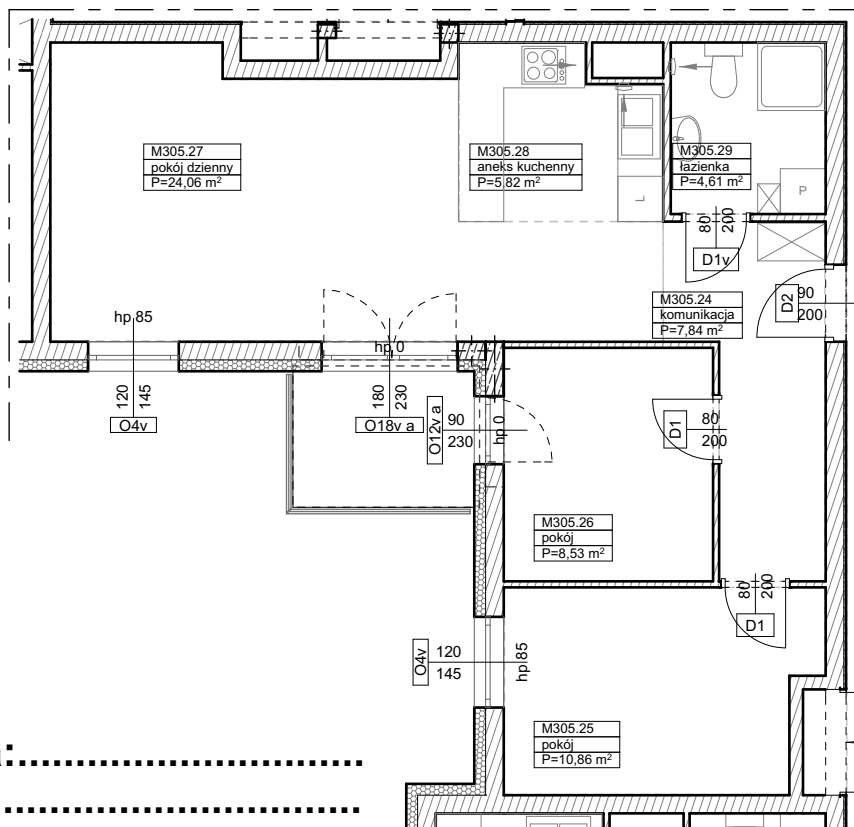 M305.27
pokój dzienny
P=24,06 m²
M305.28
aneks kuchenny
P=5,82 m²
M305.29
łazienka
P=4,61 m²
P
L
80
200
D1v
M305.24
komunikacja
P=7,84 m²
D2
90
200
hp 85
120
145
O4v
hp 0
180
230
O18v a
O12v a
90
230
hp 0
D1
80
200
M305.26
pokój
P=8,53 m²
80
200
D1
O4v
120
145
hp 85
M305.25
pokój
P=10,86 m²
:........................................
........................................